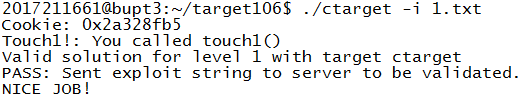 2017211661@bupt3:~/target106$ ./ctarget -i 1.txt
Cookie: 0x2a328fb5
Touch1!: You called touch1()
Valid solution for level 1 with target ctarget
PASS: Sent exploit string to server to be validated.
NICE JOB!